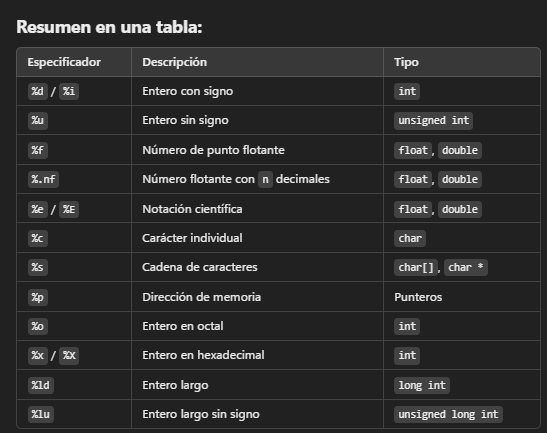 Resumen en una tabla:
Especificador Descripción Tipo
%d / %i Entero con signo int
%u Entero sin signo unsigned int
%f Número de punto flotante float, double
%.nf Número flotante con n decimales float, double
%e / %E Notación científica float, double
%c Carácter individual char
%s Cadena de caracteres char[], char *
%p Dirección de memoria Punteros
%o Entero en octal int
%x / %X Entero en hexadecimal int
%ld Entero largo long int
%lu Entero largo sin signo unsigned long int